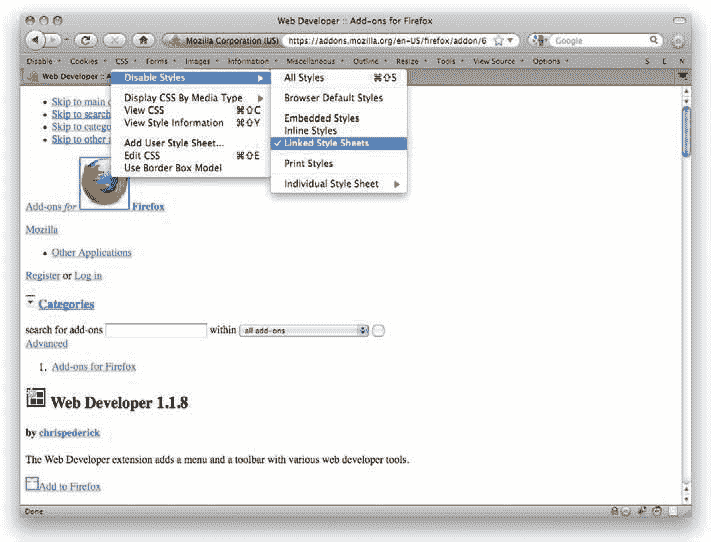 Web Developer :: Add-ons for Firefox
Mozilla Corporation (US) https://addons.mozilla.org/en-US/firefox/addon/6 Google
Disable Cookies CSS Forms Images Information Miscellaneous Outline Resize Tools View Source Options S E N
Web Developer :: A
Disable Styles
Display CSS By Media Type
View CSS ⌘⇧C
View Style Information ⌘⇧Y
Add User Style Sheet...
Edit CSS ⌘⇧E
Use Border Box Model
All Styles ⌘⇧S
Browser Default Styles
Embedded Styles
Inline Styles
✓ Linked Style Sheets
Print Styles
Individual Style Sheet
Skip to main
Skip to search
Skip to catego
Skip to other
Add-ons for Firefox
Mozilla
Other Applications
Register or Log in
Categories
search for add-ons within all add-ons
Advanced
1. Add-ons for Firefox
Web Developer 1.1.8
by chrispederick
The Web Developer extension adds a menu and a toolbar with various web developer tools.
Add to Firefox
Done